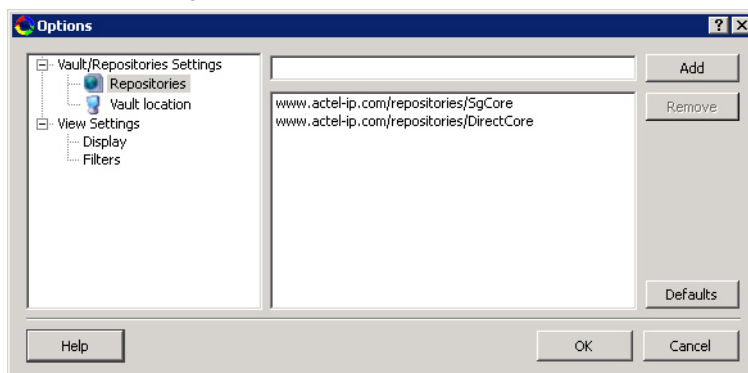 Options
Vault/Repositories Settings
Repositories
Vault location
View Settings
Display
Filters
www.actel-ip.com/repositories/SgCore
www.actel-ip.com/repositories/DirectCore
Add
Remove
Defaults
Help
OK
Cancel